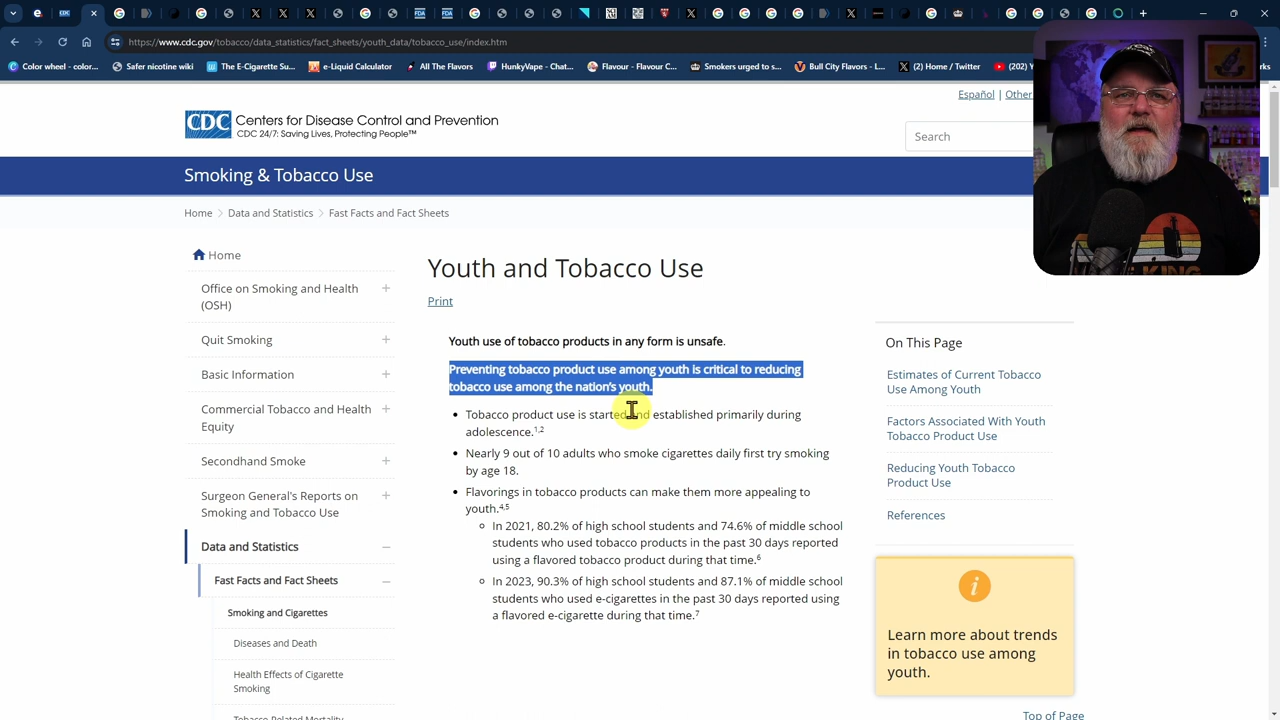 https://www.cdc.gov/tobacco/data_statistics/fact_sheets/youth_data/tobacco_use/index.htm
Color wheel - color...
Safer nicotine wiki
The E-Cigarette Su...
e-Liquid Calculator
All The Flavors
HunkyVape - Chat...
Flavour – Flavour C...
Smokers urged to s...
Bull City Flavors – L...
(2) Home / Twitter
(202) Y
rks
Español | Other
CDC
Centers for Disease Control and Prevention
CDC 24/7: Saving Lives, Protecting People™
Search
Smoking & Tobacco Use
Home
Data and Statistics
Fast Facts and Fact Sheets
Home
Office on Smoking and Health
(OSH)
Quit Smoking
Basic Information
Commercial Tobacco and Health
Equity
Secondhand Smoke
Surgeon General's Reports on
Smoking and Tobacco Use
Data and Statistics
Fast Facts and Fact Sheets
Smoking and Cigarettes
Diseases and Death
Health Effects of Cigarette
Smoking
Tobacco-Related Mortality
Youth and Tobacco Use
Print
Youth use of tobacco products in any form is unsafe.
Preventing tobacco product use among youth is critical to reducing
tobacco use among the nation's youth.
• Tobacco product use is started and established primarily during
adolescence.1,2
• Nearly 9 out of 10 adults who smoke cigarettes daily first try smoking
by age 18.
• Flavorings in tobacco products can make them more appealing to
youth.4,5
In 2021, 80.2% of high school students and 74.6% of middle school
students who used tobacco products in the past 30 days reported
using a flavored tobacco product during that time.6
In 2023, 90.3% of high school students and 87.1% of middle school
students who used e-cigarettes in the past 30 days reported using
a flavored e-cigarette during that time.7
On This Page
Estimates of Current Tobacco
Use Among Youth
Factors Associated With Youth
Tobacco Product Use
Reducing Youth Tobacco
Product Use
References
Learn more about trends
in tobacco use among
youth.
Top of Page